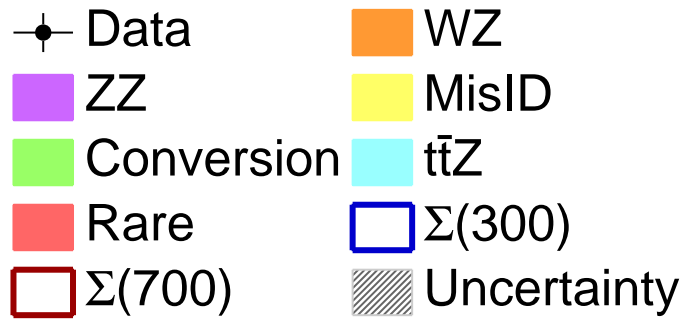 Data WZ
ZZ MisID
Conversion tt̄Z
Rare Σ(300)
Σ(700) Uncertainty